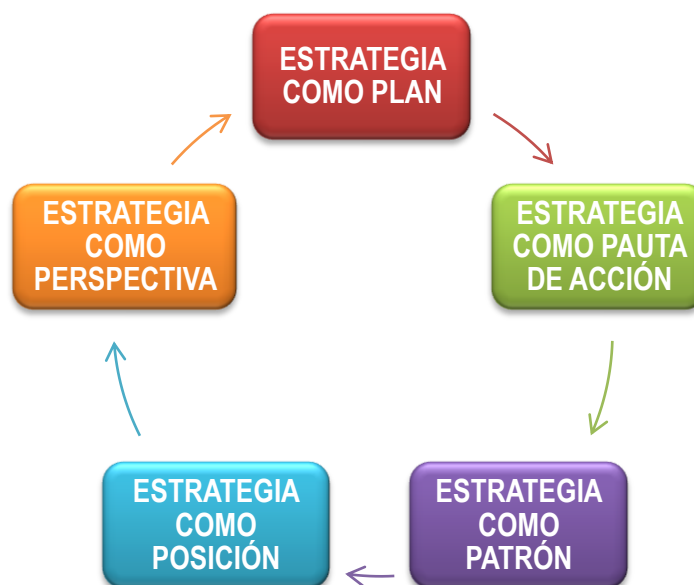 ESTRATEGIA
COMO PLAN
ESTRATEGIA
COMO PAUTA
DE ACCIÓN
ESTRATEGIA
COMO
PATRÓN
ESTRATEGIA
COMO
POSICIÓN
ESTRATEGIA
COMO
PERSPECTIVA